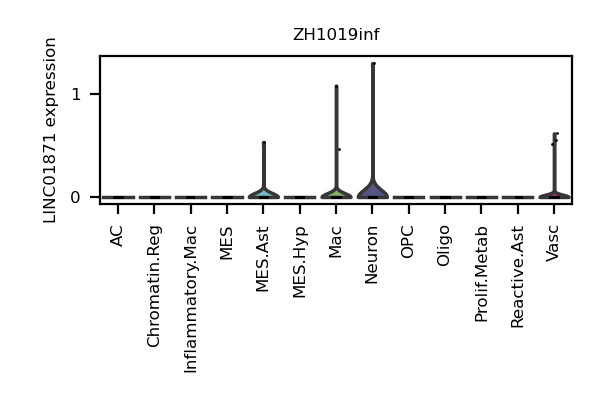 ZH1019inf
LINC01871 expression
1
0
AC
Chromatin.Reg
Inflammatory.Mac
MES
MES.Ast
MES.Hyp
Mac
Neuron
OPC
Oligo
Prolif.Metab
Reactive.Ast
Vasc